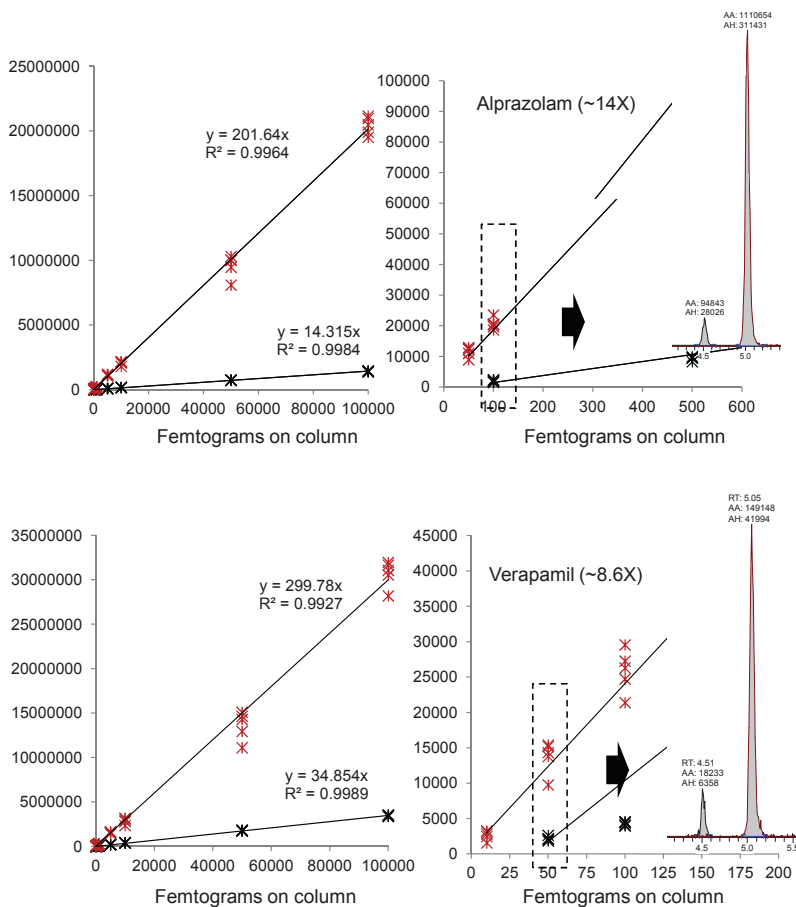 25000000
20000000
15000000
10000000
5000000
0
0 20000 40000 60000 80000 100000
y = 201.64x
R² = 0.9964
y = 14.315x
R² = 0.9984
Femtograms on column
100000
90000
80000
70000
60000
50000
40000
30000
20000
10000
0
0 100 200 300 400 500 600
Alprazolam (~14X)
AA: 1110654
AH: 311431
AA: 94843
AH: 28026
4.5 5.0
Femtograms on column
35000000
30000000
25000000
20000000
15000000
10000000
5000000
0
0 20000 40000 60000 80000 100000
y = 299.78x
R² = 0.9927
y = 34.854x
R² = 0.9989
Femtograms on column
45000
40000
35000
30000
25000
20000
15000
10000
5000
0
0 25 50 75 100 125 150 175 200
Verapamil (~8.6X)
RT: 5.05
AA: 149148
AH: 41994
RT: 4.51
AA: 18233
AH: 6358
4.5 5.0 5.5
Femtograms on column